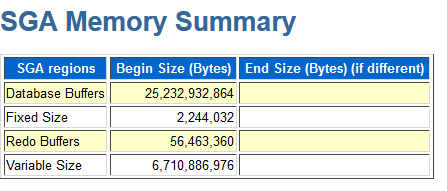 SGA Memory Summary
SGA regions Begin Size (Bytes) End Size (Bytes) (if different)
Database Buffers 25,232,932,864
Fixed Size 2,244,032
Redo Buffers 56,463,360
Variable Size 6,710,886,976